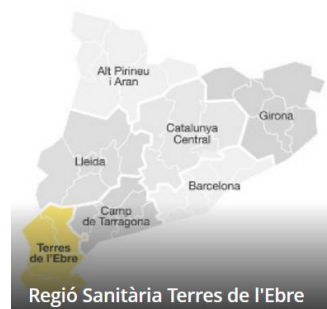 Alt Pirineu
i Aran
Girona
Catalunya
Central
Lleida
Barcelona
Camp
de Tarragona
Terres
de l'Ebre
Regió Sanitària Terres de l'Ebre